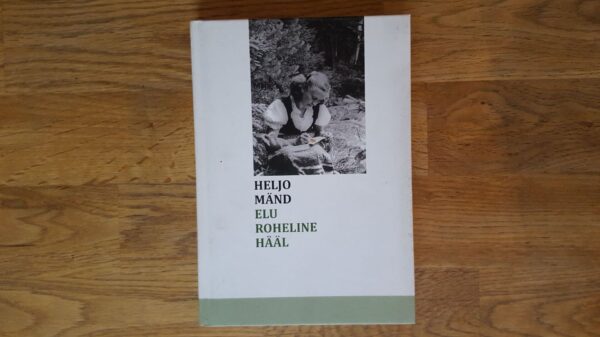 HELJO
MÄND
ELU
ROHELINE
HÄÄL